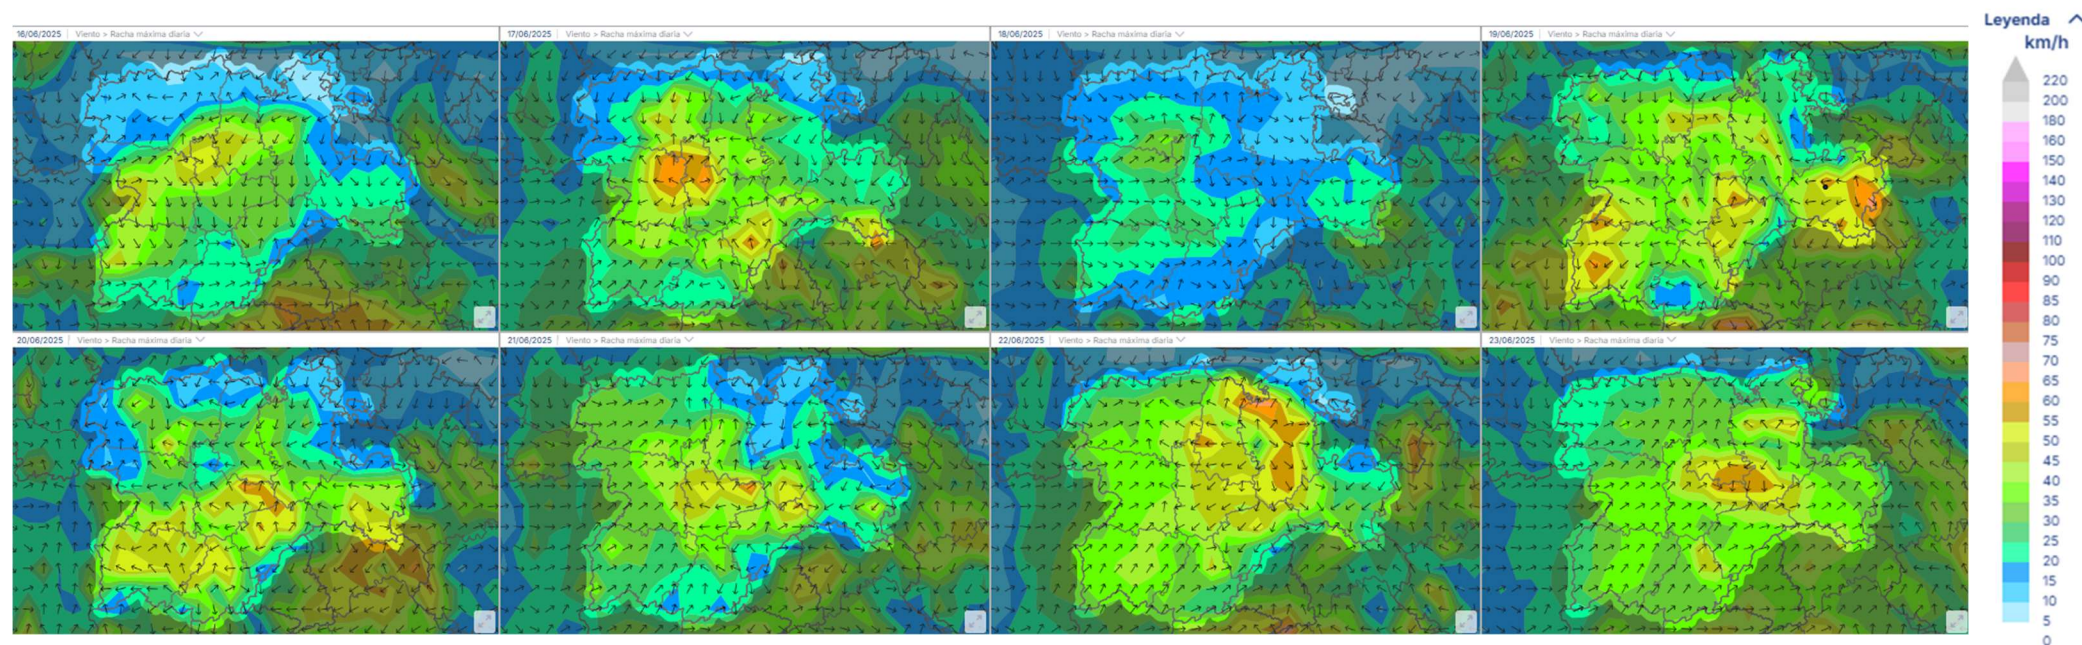 16/06/2025 Viento > Racha máxima diaria
17/06/2025 Viento > Racha máxima diaria
18/06/2025 Viento > Racha máxima diaria
19/06/2025 Viento > Racha máxima diaria
20/06/2025 Viento > Racha máxima diaria
21/06/2025 Viento > Racha máxima diaria
22/06/2025 Viento > Racha máxima diaria
23/06/2025 Viento > Racha máxima diaria
Leyenda
km/h
220
200
180
160
150
140
130
120
110
100
90
85
80
75
70
65
60
55
50
45
40
35
30
25
20
15
10
5
0